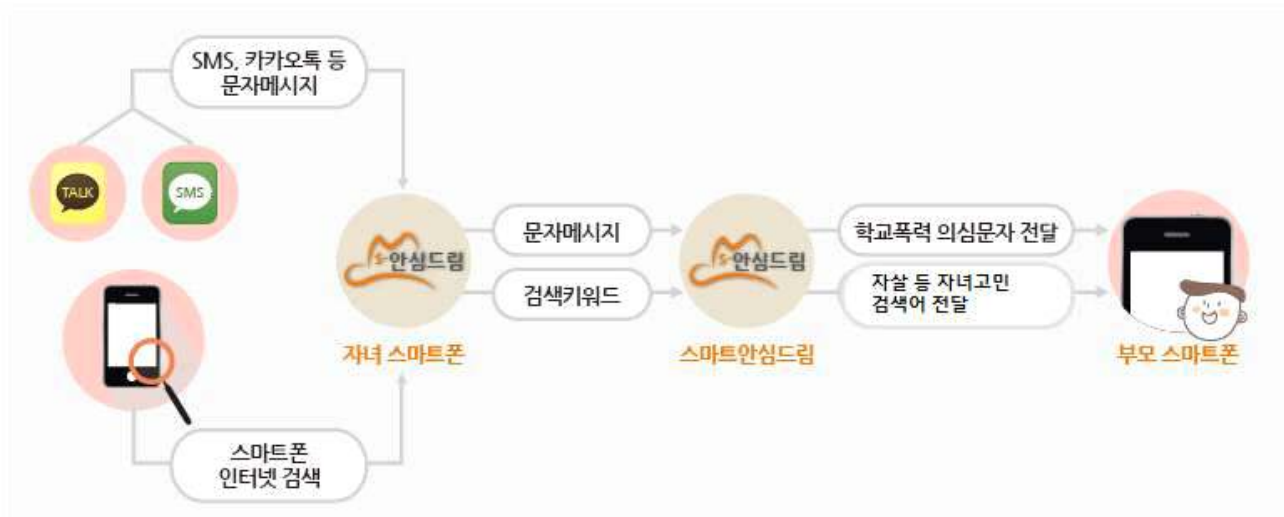 SMS, 카카오톡 등
문자메시지
TALK
SMS
S-안심드림
자녀 스마트폰
스마트폰
인터넷 검색
문자메시지
검색키워드
S-안심드림
스마트안심드림
학교폭력 의심문자 전달
자살 등 자녀고민
검색어 전달
부모 스마트폰